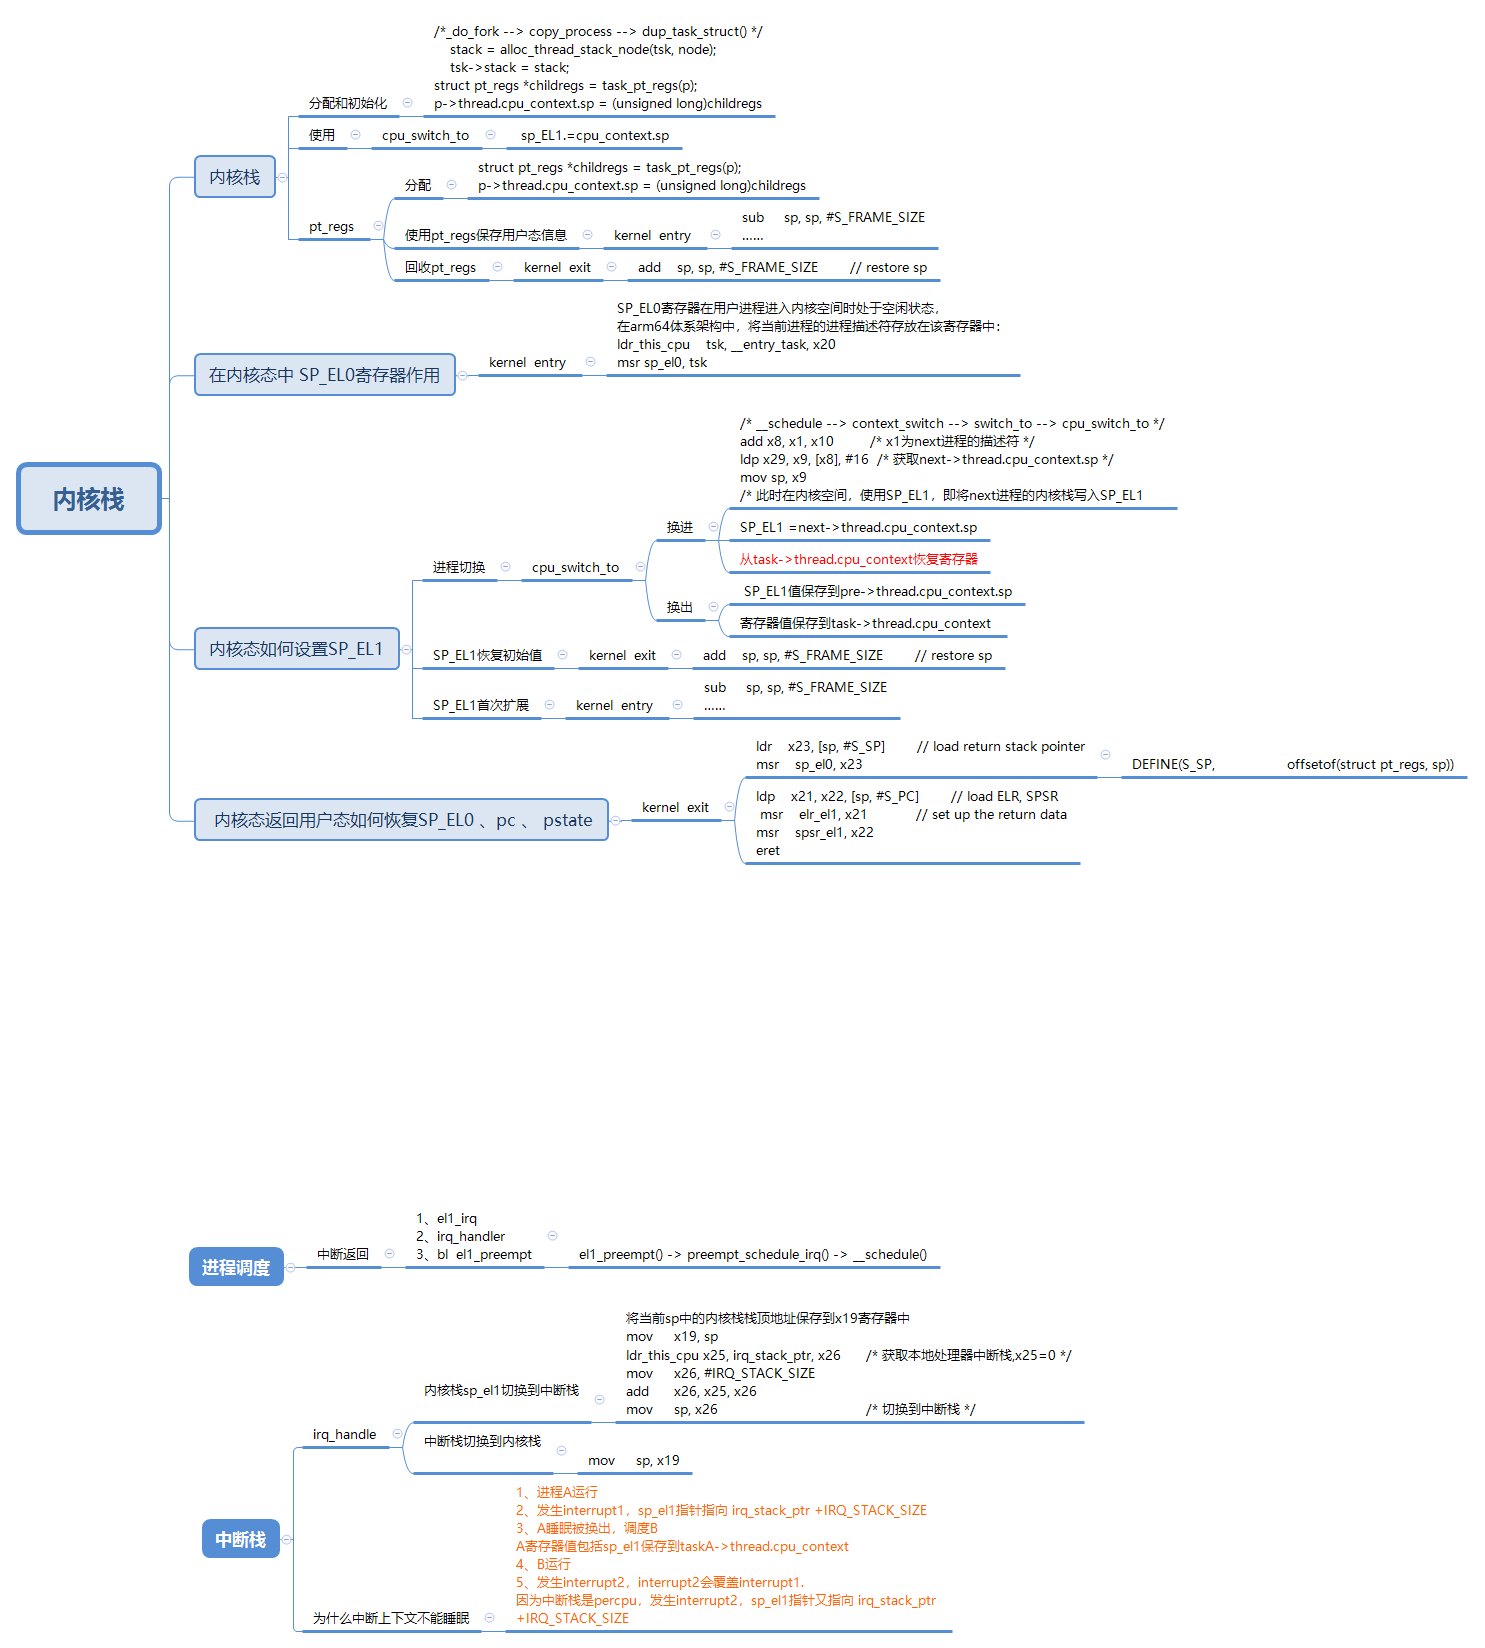 内核栈
内核栈
分配和初始化
/*_do_fork --> copy_process --> dup_task_struct() */
stack = alloc_thread_stack_node(tsk, node);
tsk->stack = stack;
struct pt_regs *childregs = task_pt_regs(p);
p->thread.cpu_context.sp = (unsigned long)childregs
使用
cpu_switch_to
sp_EL1.=cpu_context.sp
pt_regs
分配
struct pt_regs *childregs = task_pt_regs(p);
p->thread.cpu_context.sp = (unsigned long)childregs
使用pt_regs保存用户态信息
kernel entry
sub sp, sp, #S_FRAME_SIZE
......
回收pt_regs
kernel exit
add sp, sp, #S_FRAME_SIZE // restore sp
在内核态中 SP_EL0寄存器作用
kernel entry
SP_EL0寄存器在用户进程进入内核空间时处于空闲状态，
在arm64体系架构中，将当前进程的进程描述符存放在该寄存器中：
ldr_this_cpu tsk, __entry_task, x20
msr sp_el0, tsk
内核态如何设置SP_EL1
进程切换
cpu_switch_to
换进
/* __schedule --> context_switch --> switch_to --> cpu_switch_to */
add x8, x1, x10 /* x1为next进程的描述符 */
ldp x29, x9, [x8], #16 /* 获取next->thread.cpu_context.sp */
mov sp, x9
/* 此时在内核空间，使用SP_EL1，即将next进程的内核栈写入SP_EL1
SP_EL1 =next->thread.cpu_context.sp
从task->thread.cpu_context恢复寄存器
换出
SP_EL1值保存到pre->thread.cpu_context.sp
寄存器值保存到task->thread.cpu_context
SP_EL1恢复初始值
kernel exit
add sp, sp, #S_FRAME_SIZE // restore sp
SP_EL1首次扩展
kernel entry
sub sp, sp, #S_FRAME_SIZE
......
内核态返回用户态如何恢复SP_EL0 、pc 、 pstate
kernel exit
ldr x23, [sp, #S_SP] // load return stack pointer
msr sp_el0, x23
DEFINE(S_SP, offsetof(struct pt_regs, sp))
ldp x21, x22, [sp, #S_PC] // load ELR, SPSR
msr elr_el1, x21 // set up the return data
msr spsr_el1, x22
eret
进程调度
中断返回
1、el1_irq
2、irq_handler
3、bl el1_preempt
el1_preempt() -> preempt_schedule_irq() -> __schedule()
中断栈
irq_handle
内核栈sp_el1切换到中断栈
将当前sp中的内核栈栈顶地址保存到x19寄存器中
mov x19, sp
ldr_this_cpu x25, irq_stack_ptr, x26 /* 获取本地处理器中断栈,x25=0 */
mov x26, #IRQ_STACK_SIZE
add x26, x25, x26
mov sp, x26 /* 切换到中断栈 */
中断栈切换到内核栈
mov sp, x19
为什么中断上下文不能睡眠
1、进程A运行
2、发生interrupt1，sp_el1指针指向 irq_stack_ptr +IRQ_STACK_SIZE
3、A睡眠被换出，调度B
A寄存器值包括sp_el1保存到taskA->thread.cpu_context
4、B运行
5、发生interrupt2，interrupt2会覆盖interrupt1.
因为中断栈是percpu，发生interrupt2，sp_el1指针又指向 irq_stack_ptr
+IRQ_STACK_SIZE